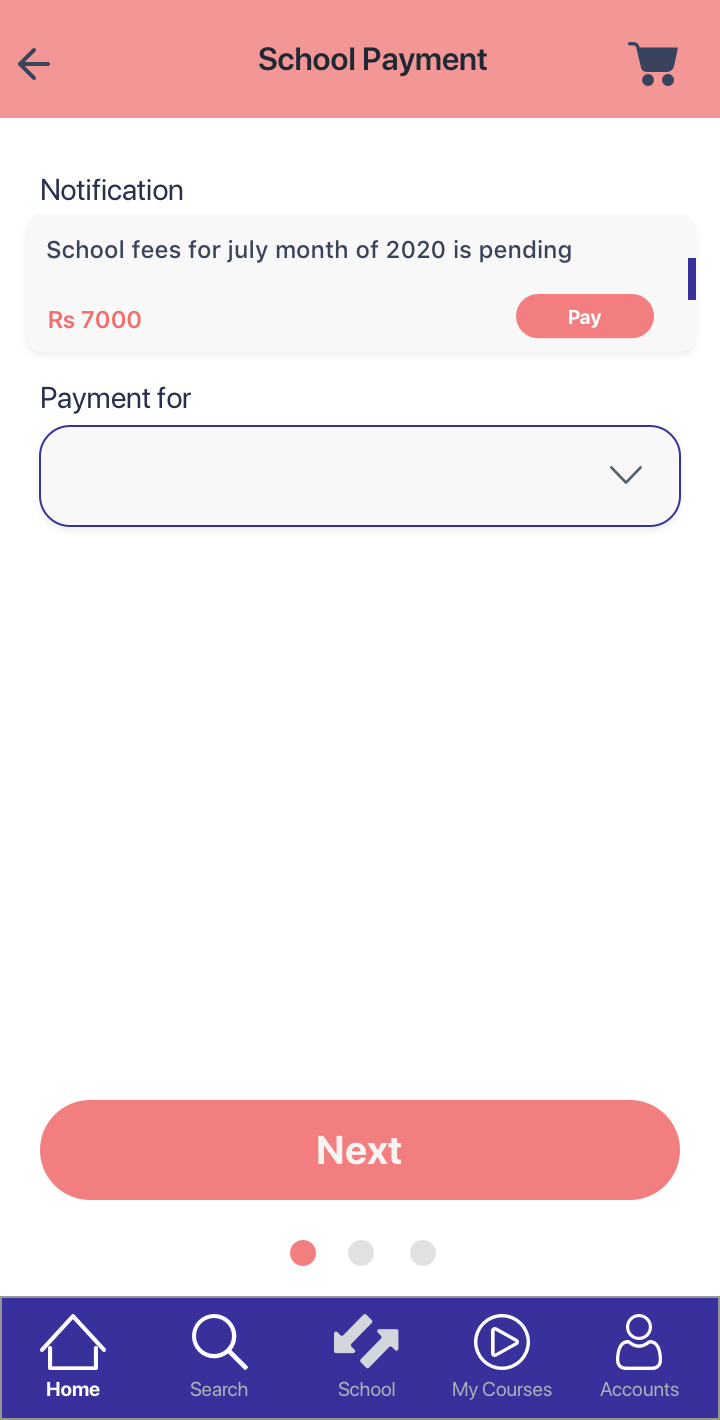 School Payment
Notification
School fees for july month of 2020 is pending
Rs 7000
Pay
Payment for
Next
Home
Search
School
My Courses
Accounts